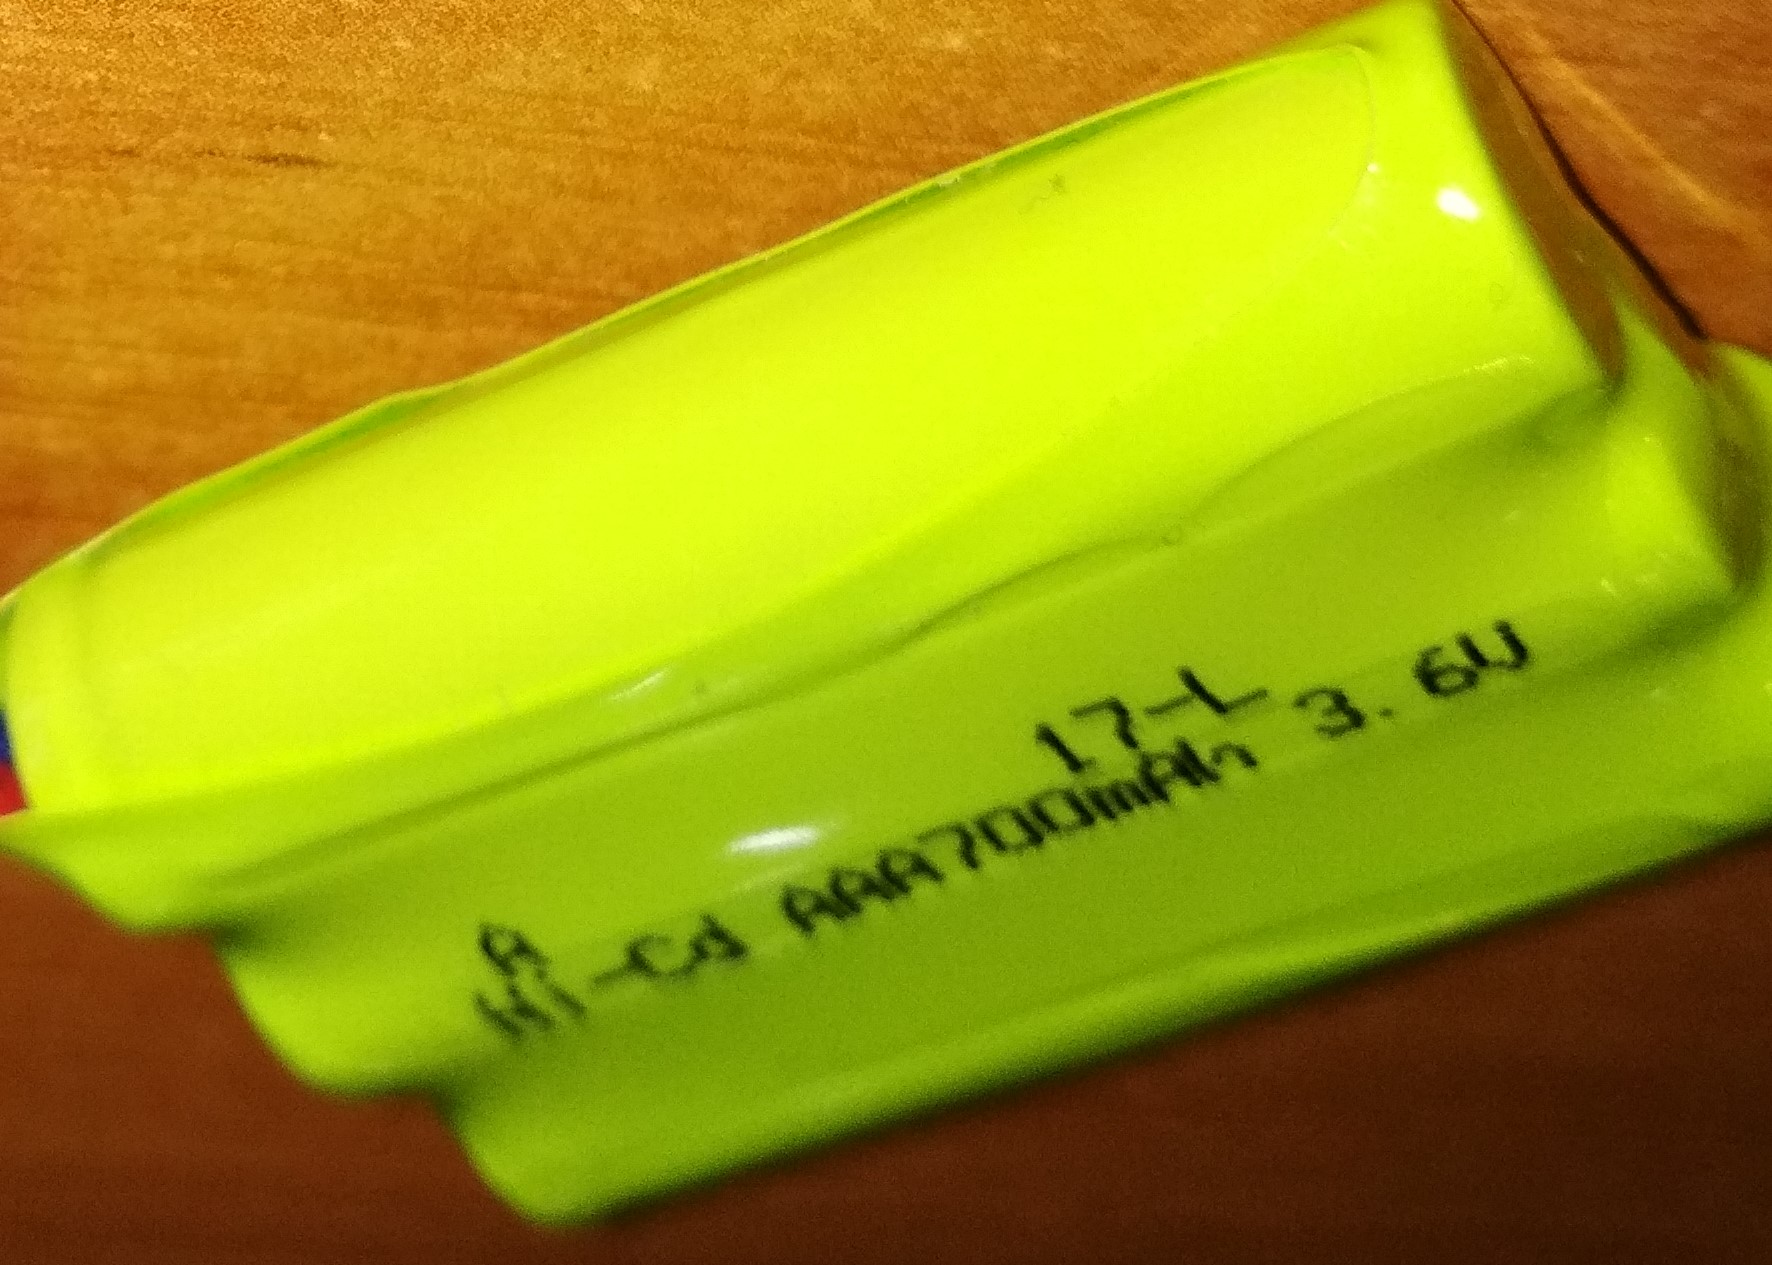 A 17-L
Ni-Cd AAA700mAh 3.6V